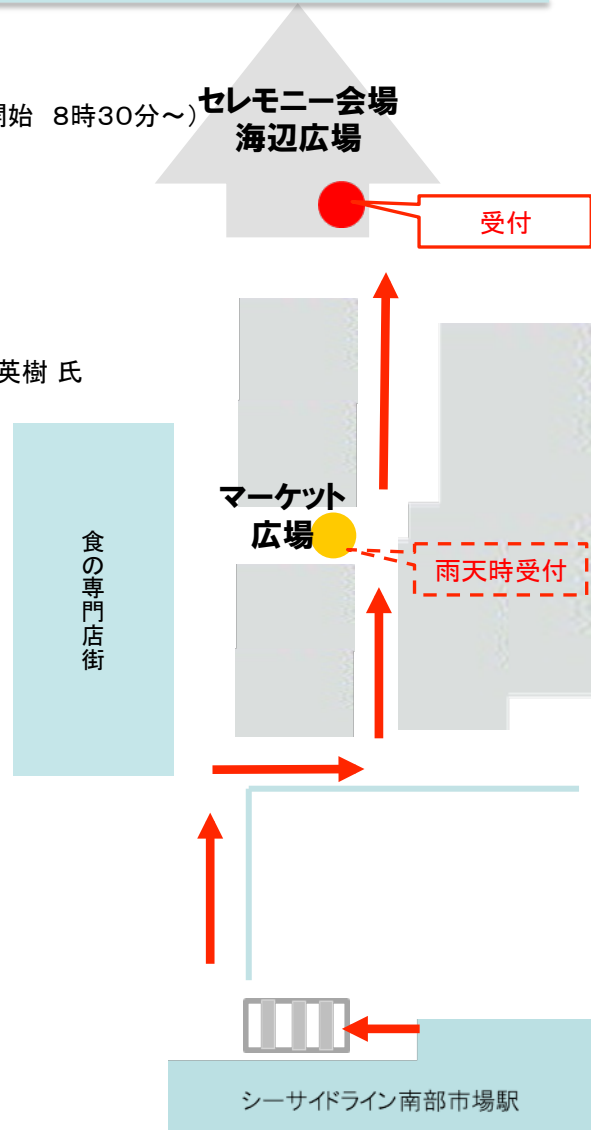 開始 8時30分～）
セレモニー会場
海辺広場
受付
英樹 氏
マーケット
広場
雨天時受付
食の専門店街
シーサイドライン南部市場駅